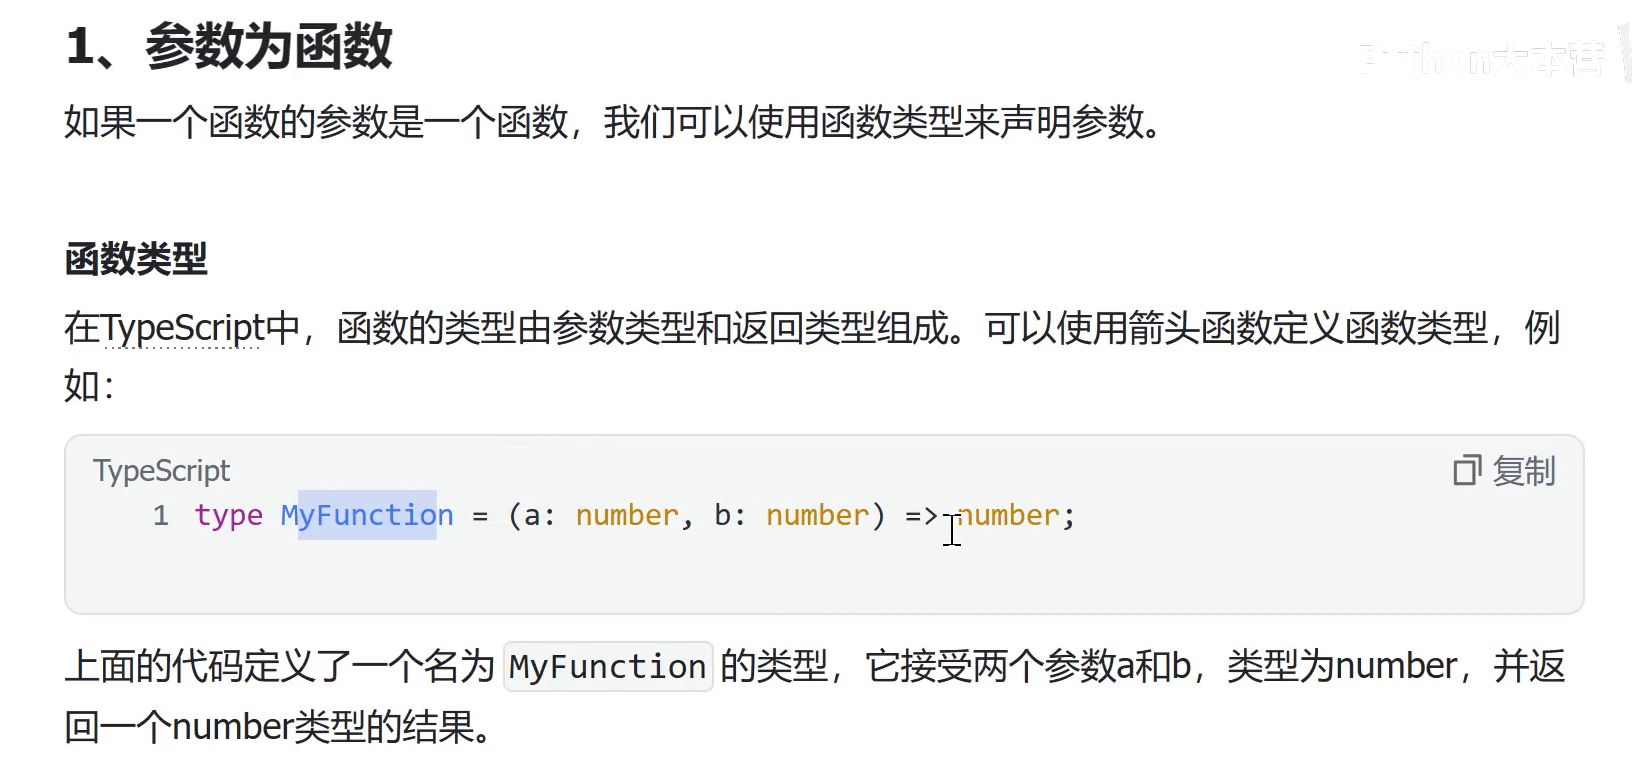 1、参数为函数
如果一个函数的参数是一个函数，我们可以使用函数类型来声明参数。
函数类型
在TypeScript中，函数的类型由参数类型和返回类型组成。可以使用箭头函数定义函数类型，例
如：
TypeScript
复制
1 type MyFunction = (a: number, b: number) => number;
上面的代码定义了一个名为 MyFunction 的类型，它接受两个参数a和b，类型为number，并返
回一个number类型的结果。